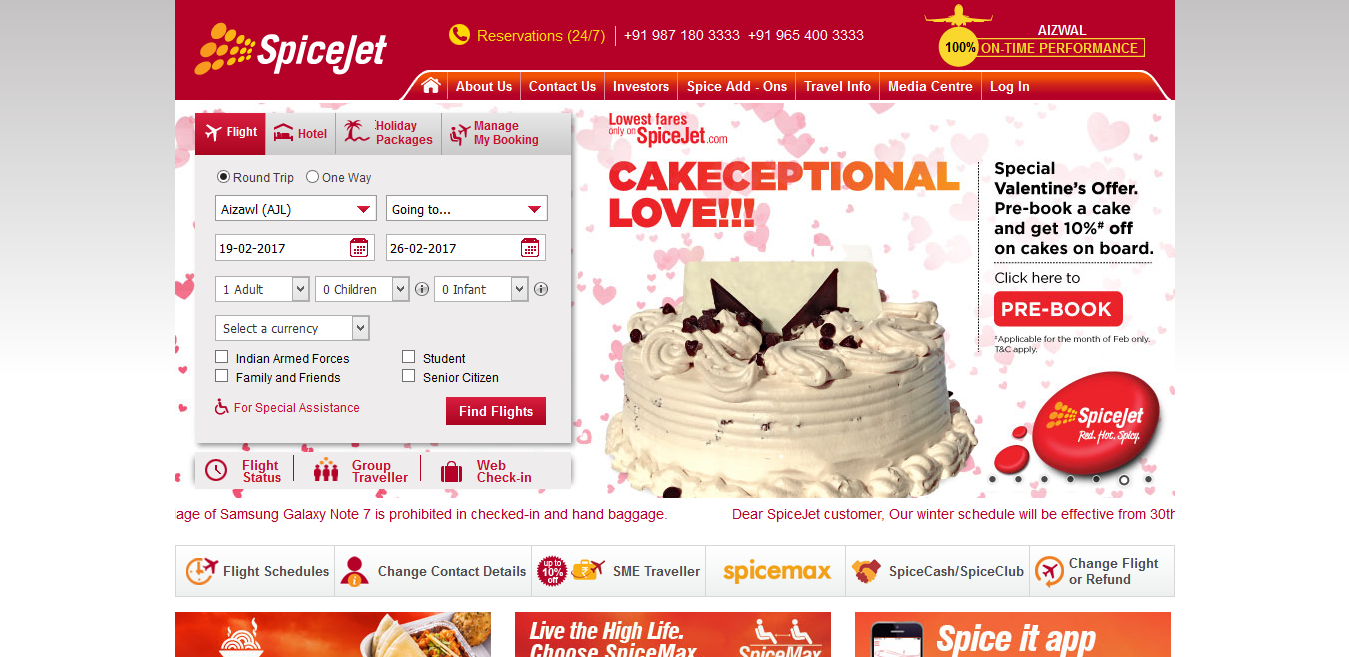 SpiceJet
Reservations (24/7)
+91 987 180 3333 +91 965 400 3333
AIZWAL
100% ON-TIME PERFORMANCE
About Us
Contact Us
Investors
Spice Add - Ons
Travel Info
Media Centre
Log In
Flight
Hotel
Holiday
Packages
Manage
My Booking
Round Trip
One Way
Aizawl (AJL)
Going to...
19-02-2017
26-02-2017
1 Adult
0 Children
0 Infant
Select a currency
Indian Armed Forces
Student
Family and Friends
Senior Citizen
For Special Assistance
Find Flights
Flight
Status
Group
Traveller
Web
Check-in
Lowest fares
only on SpiceJet.com
CAKECEPTIONAL
LOVE!!!
Special
Valentine's Offer.
Pre-book a cake
and get 10%# off
on cakes on board.
Click here to
PRE-BOOK
#Applicable for the month of Feb only.
T&C apply.
SpiceJet
Red. Hot. Spicy.
age of Samsung Galaxy Note 7 is prohibited in checked-in and hand baggage.
Dear SpiceJet customer, Our winter schedule will be effective from 30th
Flight Schedules
Change Contact Details
up to
10%
off
SME Traveller
spicemax
SpiceCash/SpiceClub
Change Flight
or Refund
Live the High Life.
Choose SpiceMax
SpiceMax
Spice it app